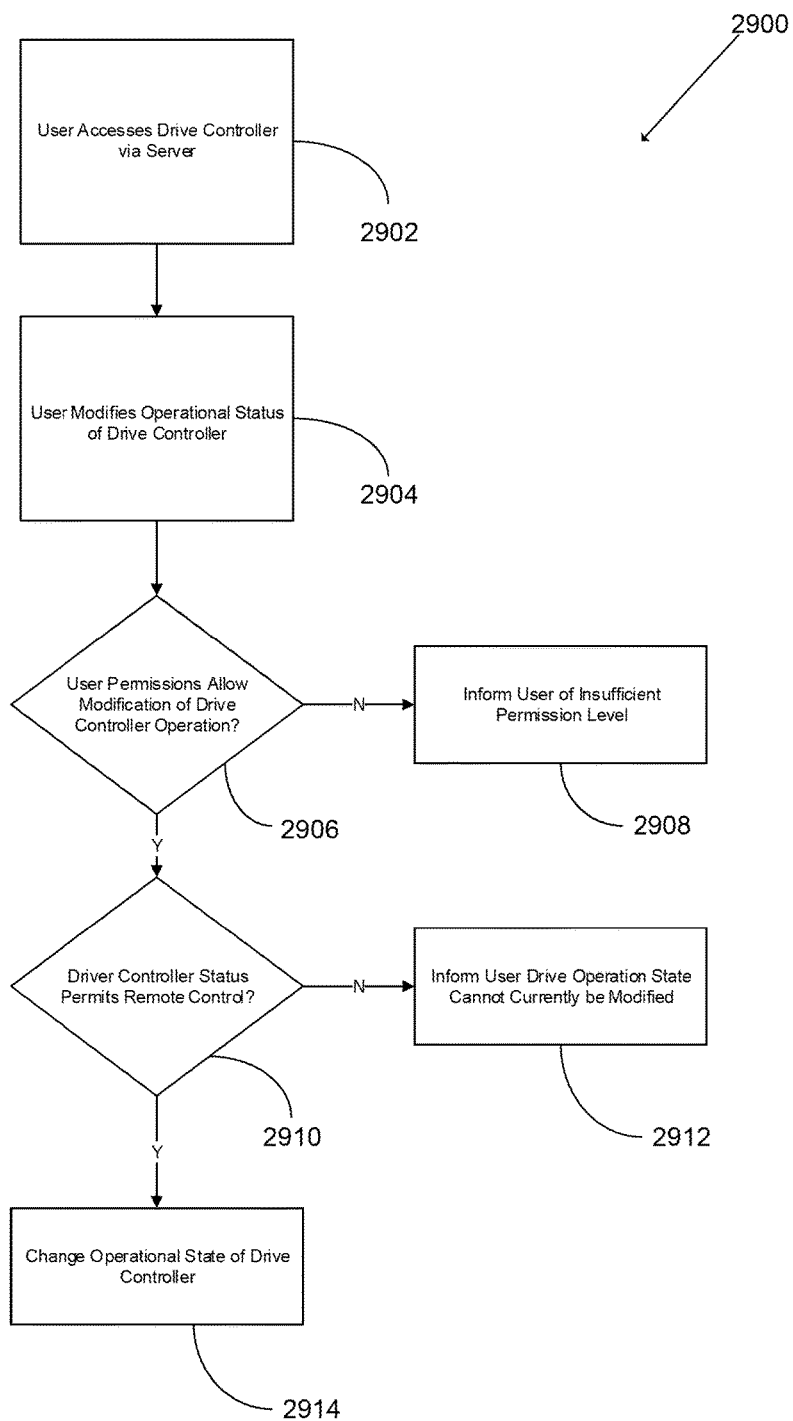 2900
User Accesses Drive Controller
via Server
2902
User Modifies Operational Status
of Drive Controller
2904
User Permissions Allow
Modification of Drive
Controller Operation?
N
Inform User of Insufficient
Permission Level
2906
2908
Y
Driver Controller Status
Permits Remote Control?
N
Inform User Drive Operation State
Cannot Currently be Modified
2910
2912
Y
Change Operational State of Drive
Controller
2914